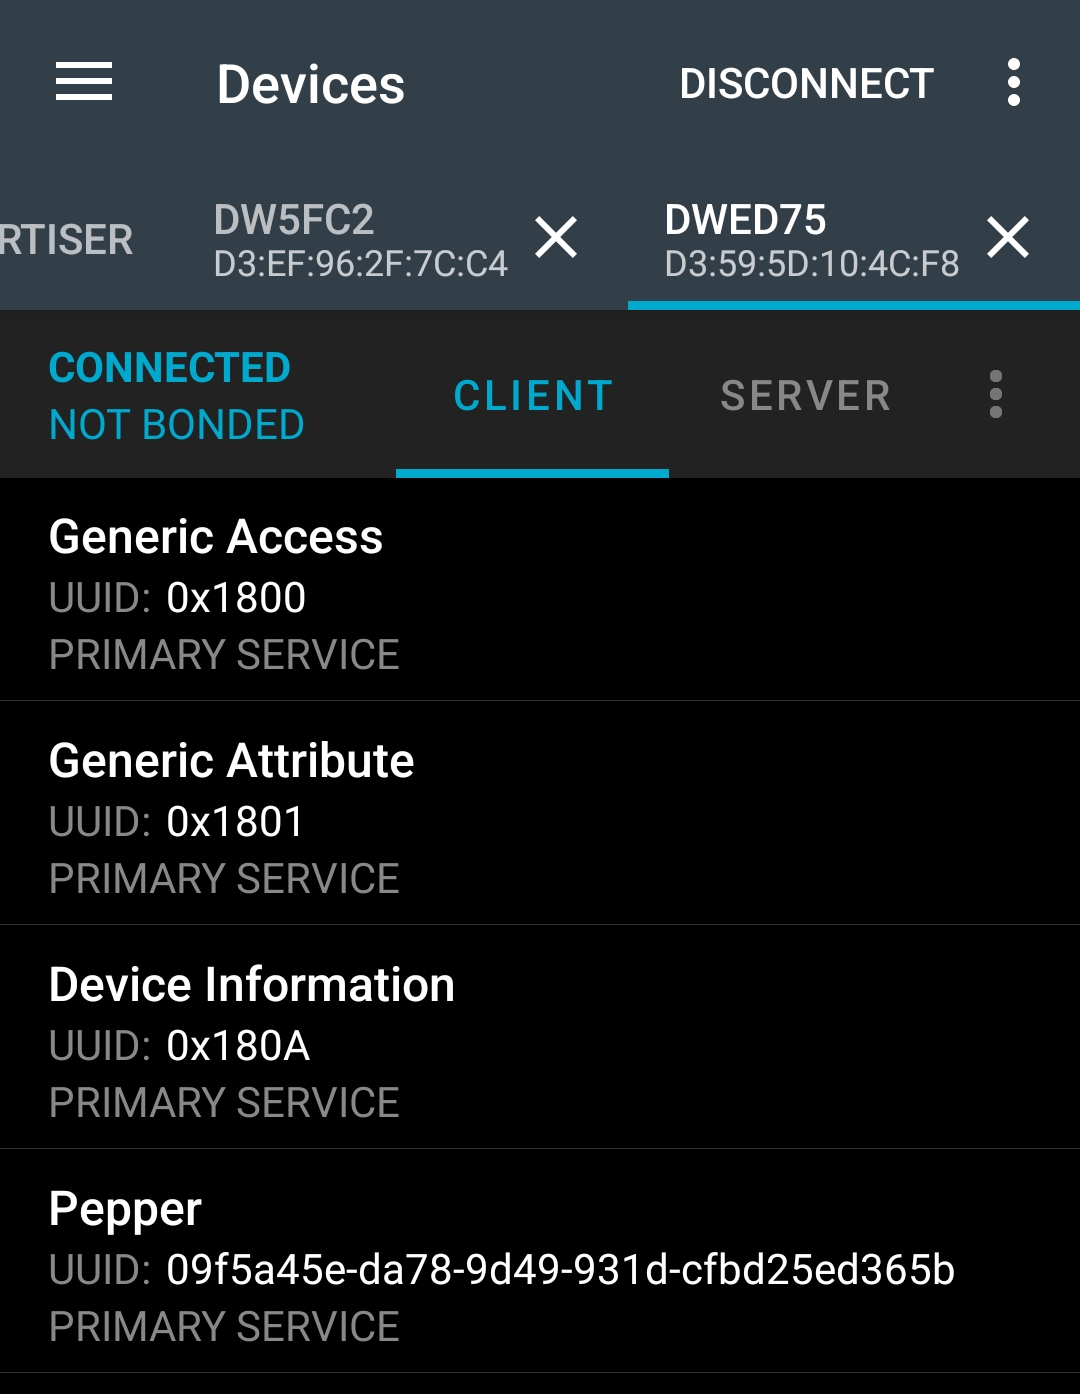 Devices
DISCONNECT
RTISER
DW5FC2
D3:EF:96:2F:7C:C4
DWED75
D3:59:5D:10:4C:F8
CONNECTED
NOT BONDED
CLIENT
SERVER
Generic Access
UUID: 0x1800
PRIMARY SERVICE
Generic Attribute
UUID: 0x1801
PRIMARY SERVICE
Device Information
UUID: 0x180A
PRIMARY SERVICE
Pepper
UUID: 09f5a45e-da78-9d49-931d-cfbd25ed365b
PRIMARY SERVICE